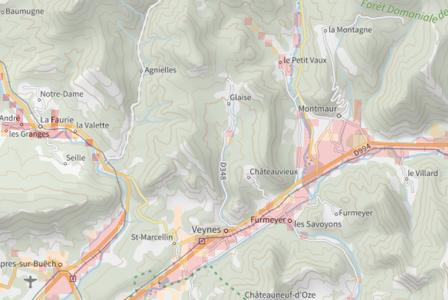 Baumugne
la Montagne
Forêt Domaniale de
le Petit Vaux
Agnielles
Notre-Dame
Glaise
Montmaur
André
La Faurie
la Valette
les Granges
D994
Seille
D348
Châteauvieux
le Villard
Furmeyer
Furmeyer
les Savoyons
Veynes
St-Marcellin
pres-sur-Buëch
Châteauneuf-d'Oze